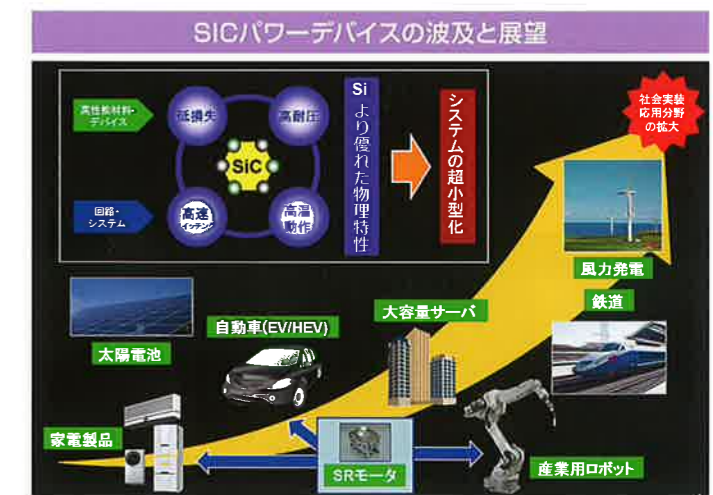 SiCパワーデバイスの波及と展望
高性能材料・
デバイス
低損失
高耐圧
SiC
回路・
システム
高速
イッチング
高温
動作
Siより優れた物理特性
システムの超小型化
社会実装
応用分野
の拡大
風力発電
鉄道
大容量サーバ
自動車(EV/HEV)
太陽電池
家電製品
SRモータ
産業用ロボット